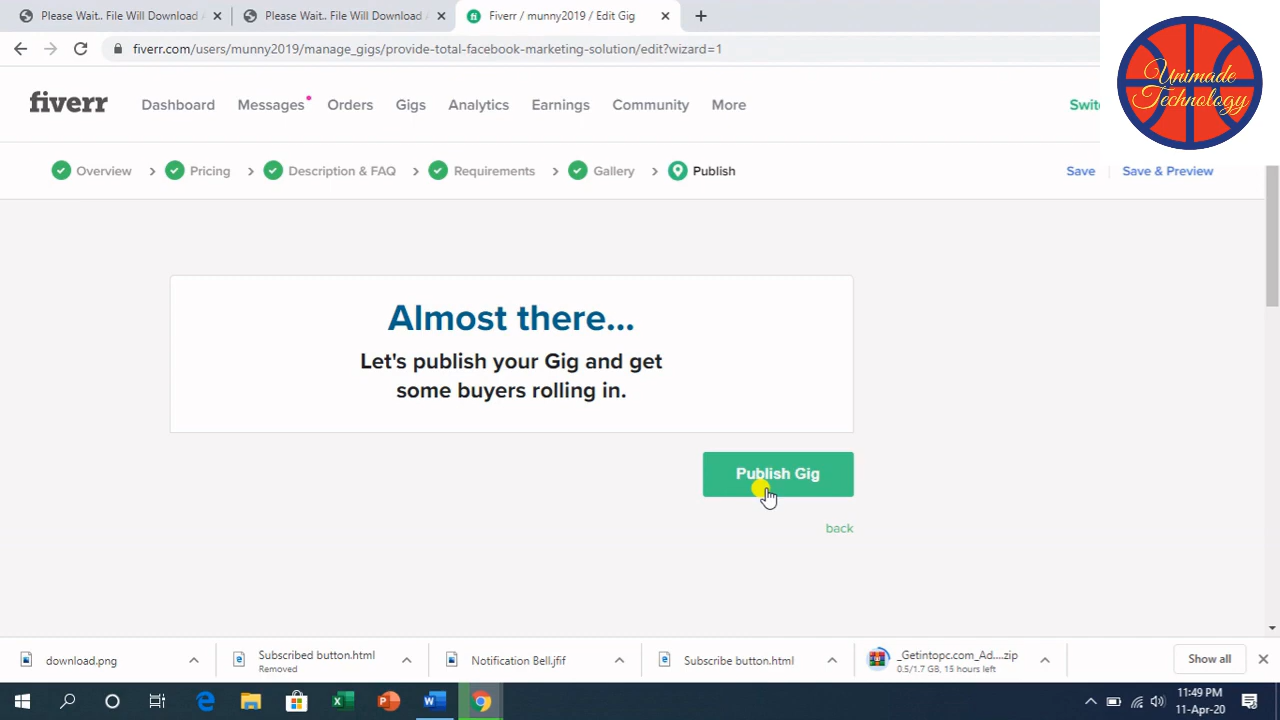 Please Wait.. File Will Download
Please Wait.. File Will Download
Fiverr / munny2019 / Edit Gig
fiverr.com/users/munny2019/manage_gigs/provide-total-facebook-marketing-solution/edit?wizard=1
Unimade
Technology
fiverr
Dashboard
Messages
Orders
Gigs
Analytics
Earnings
Community
More
Overview
Pricing
Description & FAQ
Requirements
Gallery
Publish
Save
Save & Preview
Almost there...
Let's publish your Gig and get
some buyers rolling in.
Publish Gig
back
download.png
Subscribed button.html
Removed
Notification Bell.jfif
Subscribe button.html
_Getintopc.com_Ad....zip
0.5/1.7 GB, 15 hours left
Show all
11:49 PM
11-Apr-20